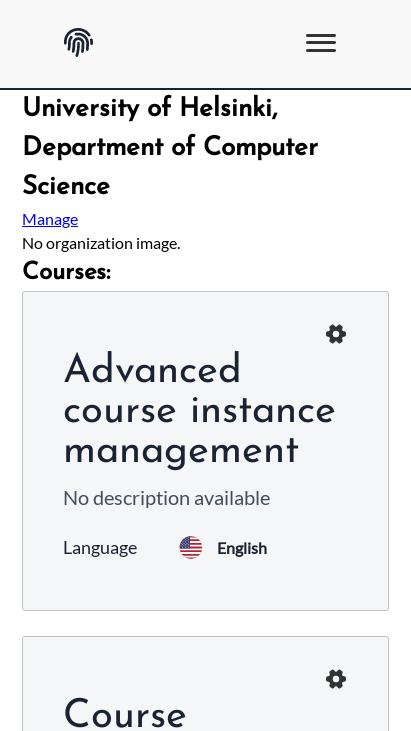 University of Helsinki,
Department of Computer
Science
Manage
No organization image.
Courses:
Advanced
course instance
management
No description available
Language English
Course